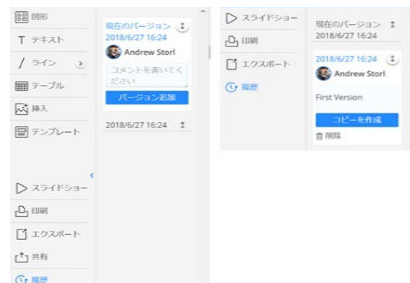 図形
T テキスト
ライン
テーブル
挿入
テンプレート
スライドショー
印刷
エクスポート
共有
履歴
現在のバージョン
2018/6/27 16:24
Andrew Storl
コメントを書いてく
ださい
バージョン追加
2018/6/27 16:24
スライドショー
印刷
エクスポート
履歴
現在のバージョン
2018/6/27 16:24
2018/6/27 16:24
Andrew Storl
First Version
コピーを作成
削除